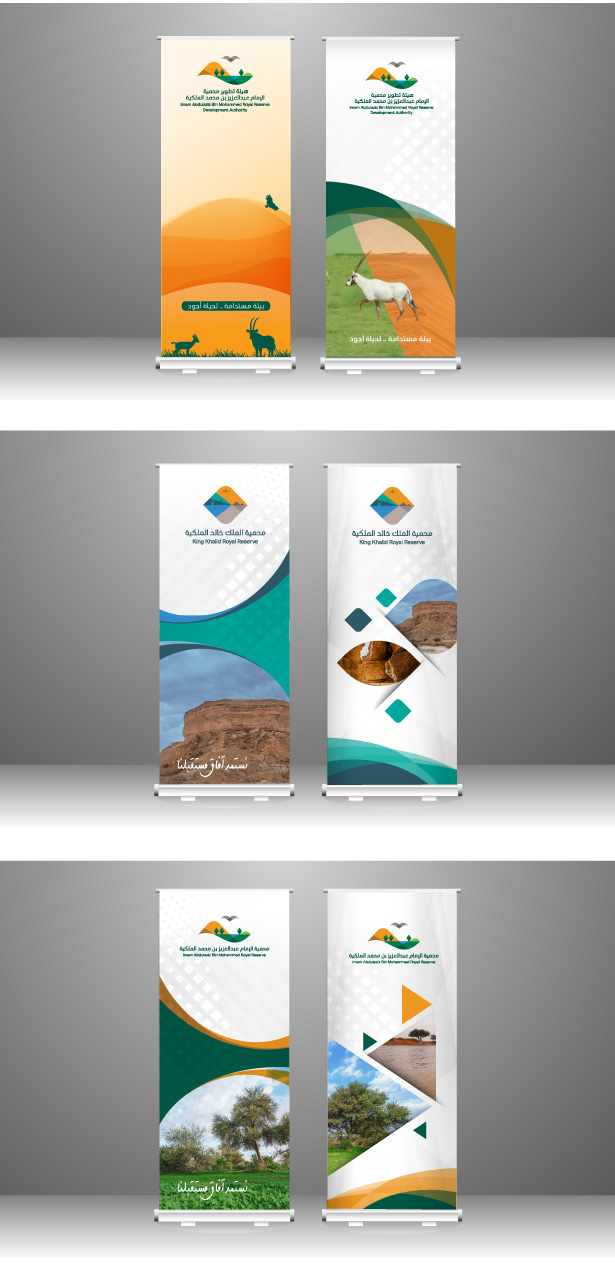 هيئة تطوير محمية
الإمام عبدالعزيز بن محمد الملكية
Imam Abdulaziz Bin Mohammed Royal Reserve
Development Authority
بيئة مستدامة .. لحياة أجود
هيئة تطوير محمية
الإمام عبدالعزيز بن محمد الملكية
Imam Abdulaziz Bin Mohammed Royal Reserve
Development Authority
بيئة مستدامة .. لحياة أجود
محمية الملك خالد الملكية
King Khalid Royal Reserve
نستمد آفاق مستقبلنا
محمية الملك خالد الملكية
King Khalid Royal Reserve
محمية الإمام عبدالعزيز بن محمد الملكية
Imam Abdulaziz Bin Mohammed Royal Reserve
نستمد آفاق مستقبلنا
محمية الإمام عبدالعزيز بن محمد الملكية
Imam Abdulaziz Bin Mohammed Royal Reserve